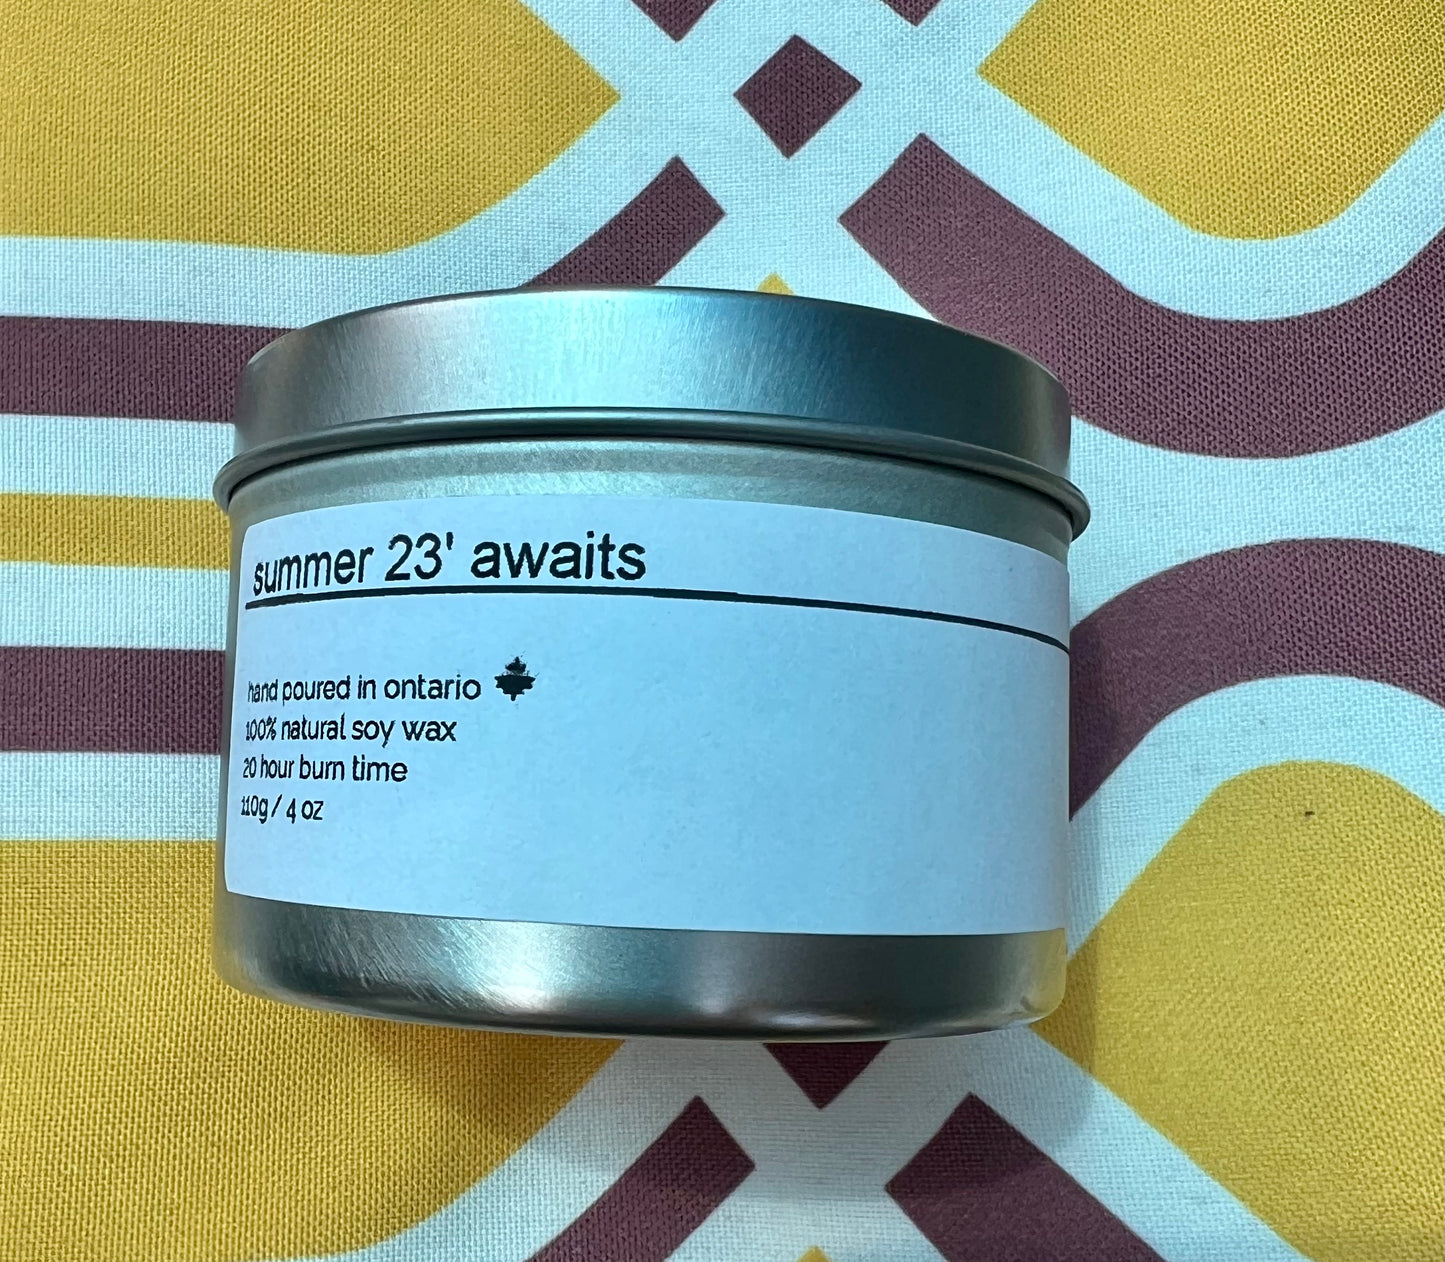 summer 23' awaits
hand poured in ontario
100% natural soy wax
20 hour burn time
110g / 4 oz